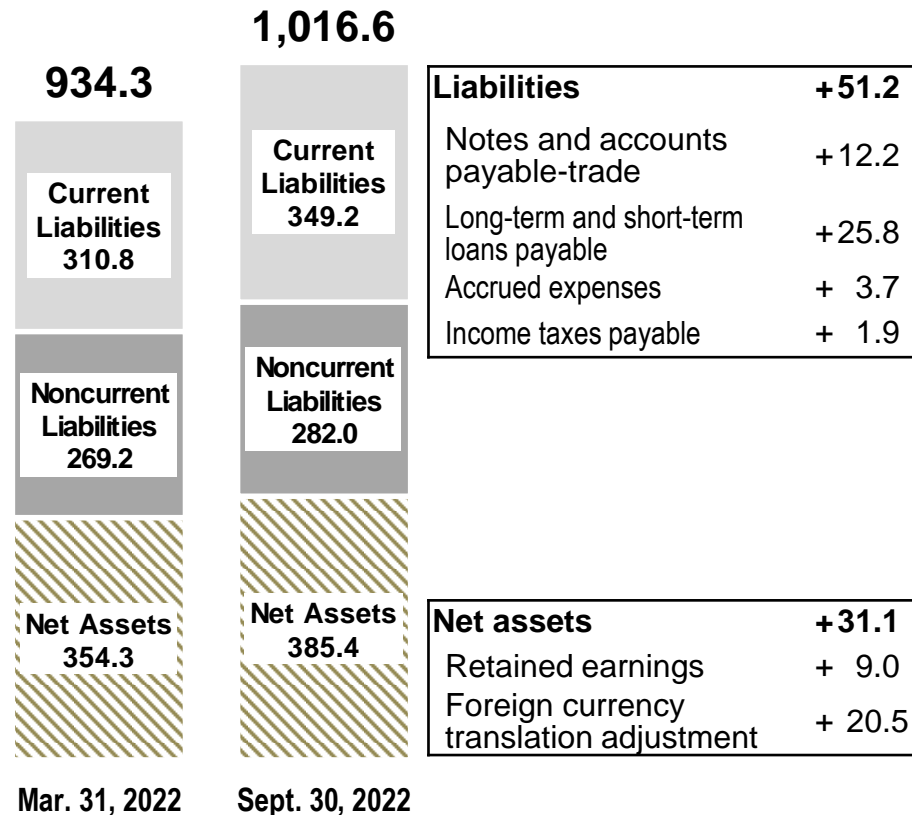 1,016.6
934.3
Current
Liabilities
310.8
Noncurrent
Liabilities
269.2
Net Assets
354.3
Mar. 31, 2022
Current
Liabilities
349.2
Noncurrent
Liabilities
282.0
Net Assets
385.4
Sept. 30, 2022
Liabilities +51.2
Notes and accounts
payable-trade +12.2
Long-term and short-term
loans payable +25.8
Accrued expenses + 3.7
Income taxes payable + 1.9
Net assets +31.1
Retained earnings + 9.0
Foreign currency
translation adjustment + 20.5